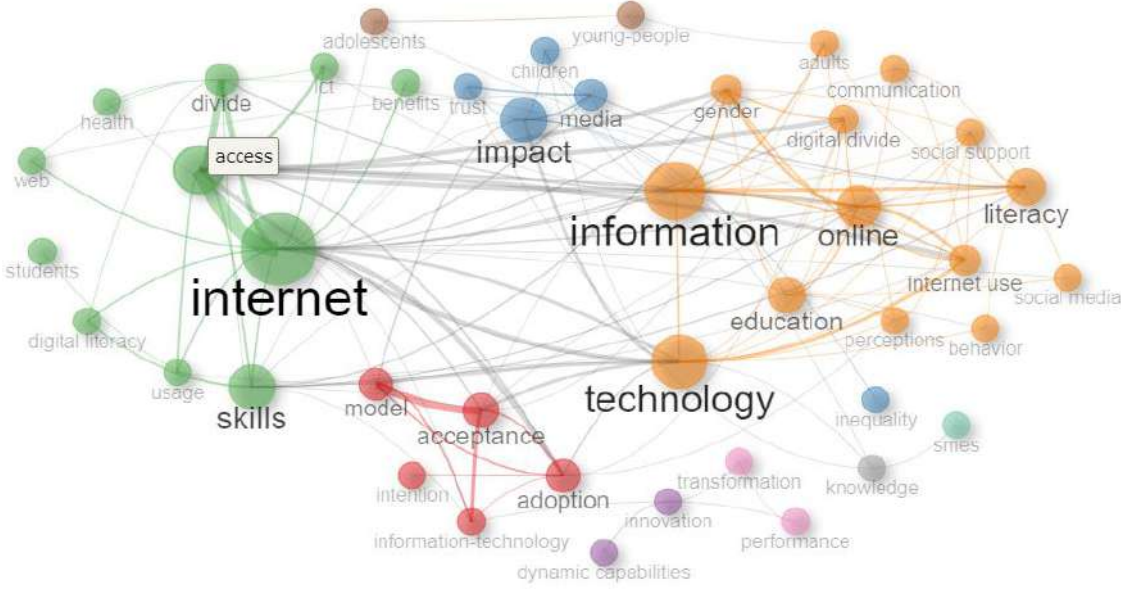 adolescents
young-people
children
adults
divide
ict
benefits
trust
media
gender
communication
health
digital divide
impact
social support
access
web
literacy
information
online
students
internet
internet use
social media
education
digital literacy
perceptions
behavior
usage
skills
model
technology
acceptance
inequality
smes
intention
adoption
transformation
knowledge
information-technology
innovation
performance
dynamic capabilities